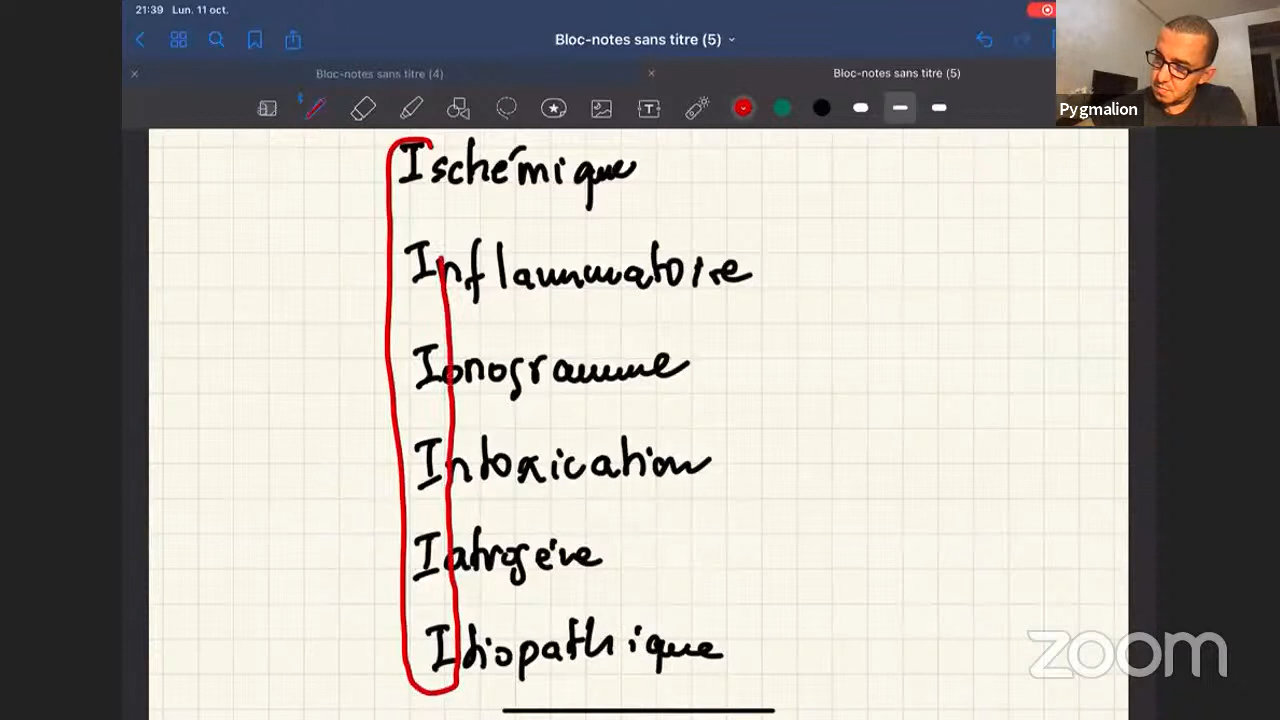 21:39 Lun. 11 oct.
Bloc-notes sans titre (5)
Bloc-notes sans titre (4)
Bloc-notes sans titre (5)
Pygmalion
Ischémique
Inflammatoire
Ionogramme
Intoxication
Iatrogène
Idiopathique
zoom